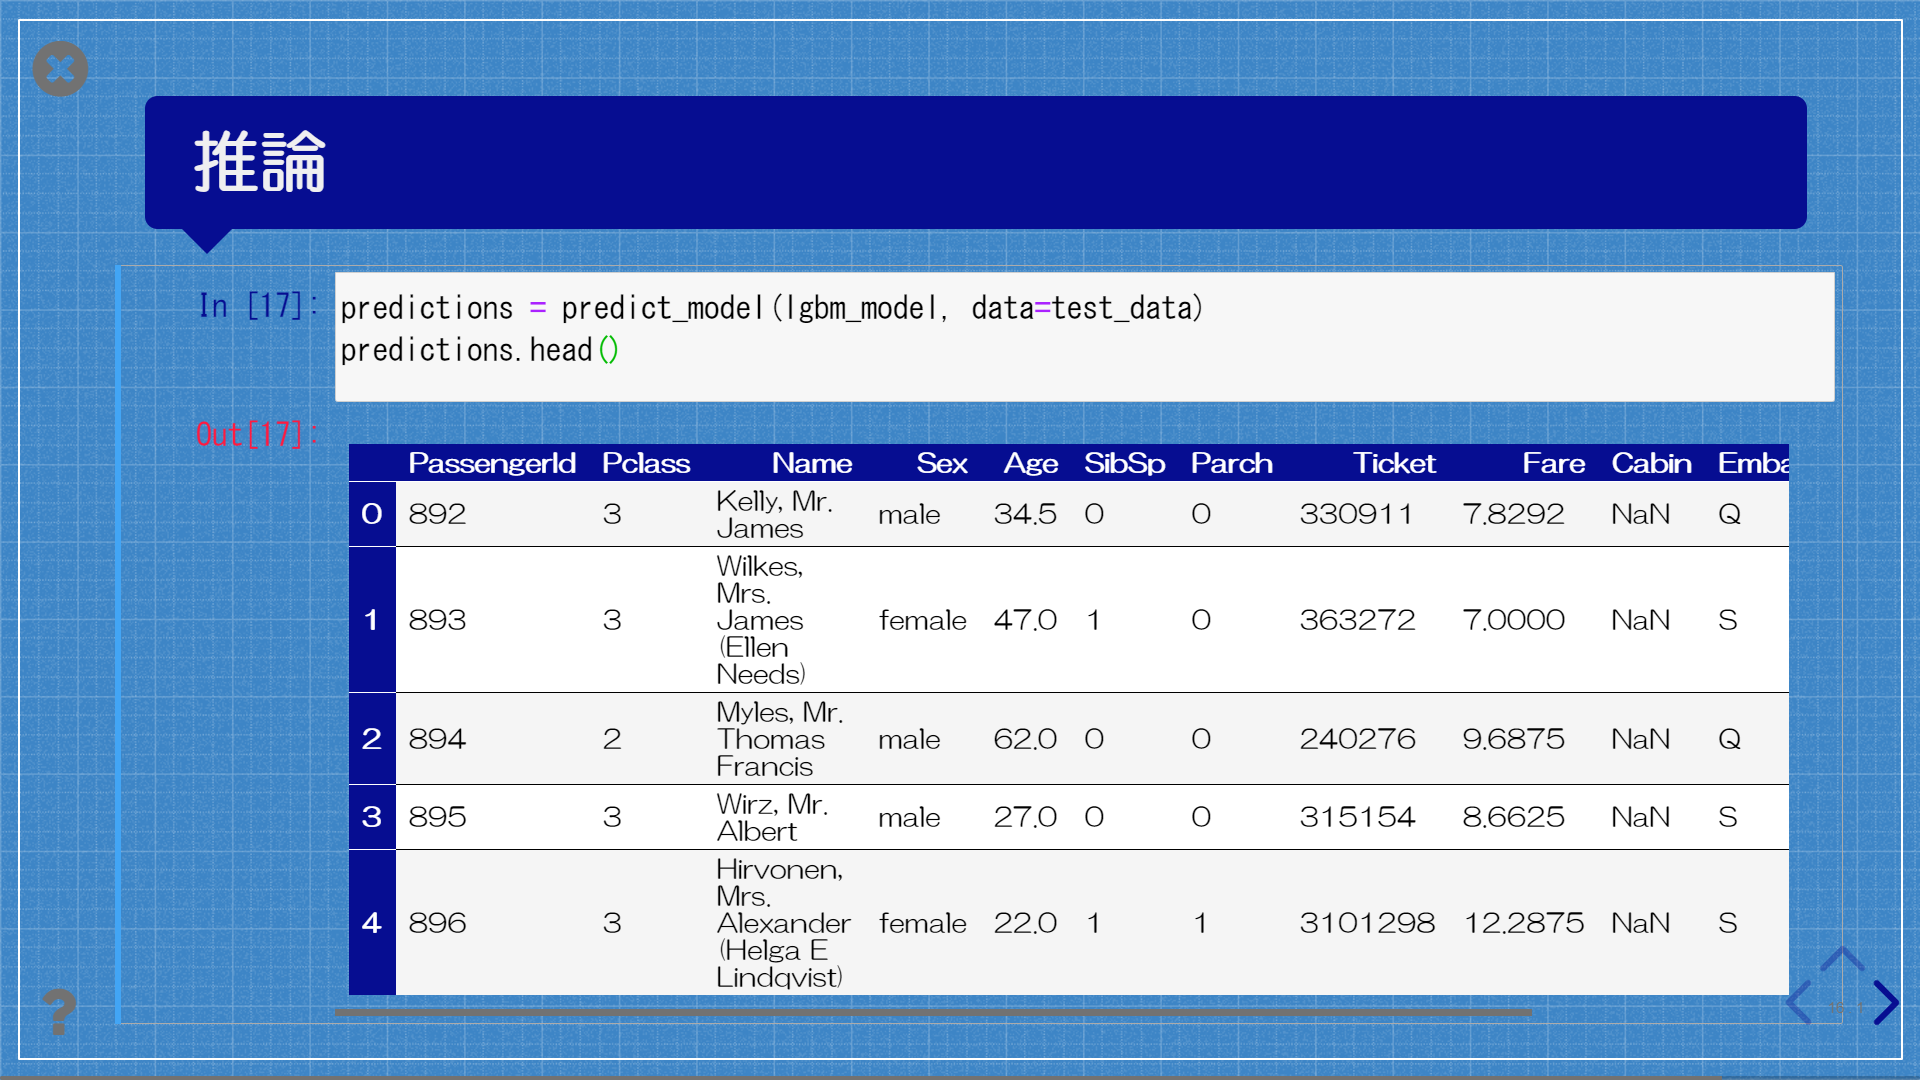 推論
In [17]:
predictions = predict_model(lgbm_model, data=test_data)
predictions.head()
Out[17]:
PassengerId Pclass Name Sex Age SibSp Parch Ticket Fare Cabin Emba
0 892 3 Kelly, Mr. James male 34.5 0 0 330911 7.8292 NaN Q
1 893 3 Wilkes, Mrs. James (Ellen Needs) female 47.0 1 0 363272 7.0000 NaN S
2 894 2 Myles, Mr. Thomas Francis male 62.0 0 0 240276 9.6875 NaN Q
3 895 3 Wirz, Mr. Albert male 27.0 0 0 315154 8.6625 NaN S
4 896 3 Hirvonen, Mrs. Alexander (Helga E Lindqvist) female 22.0 1 1 3101298 12.2875 NaN S
?